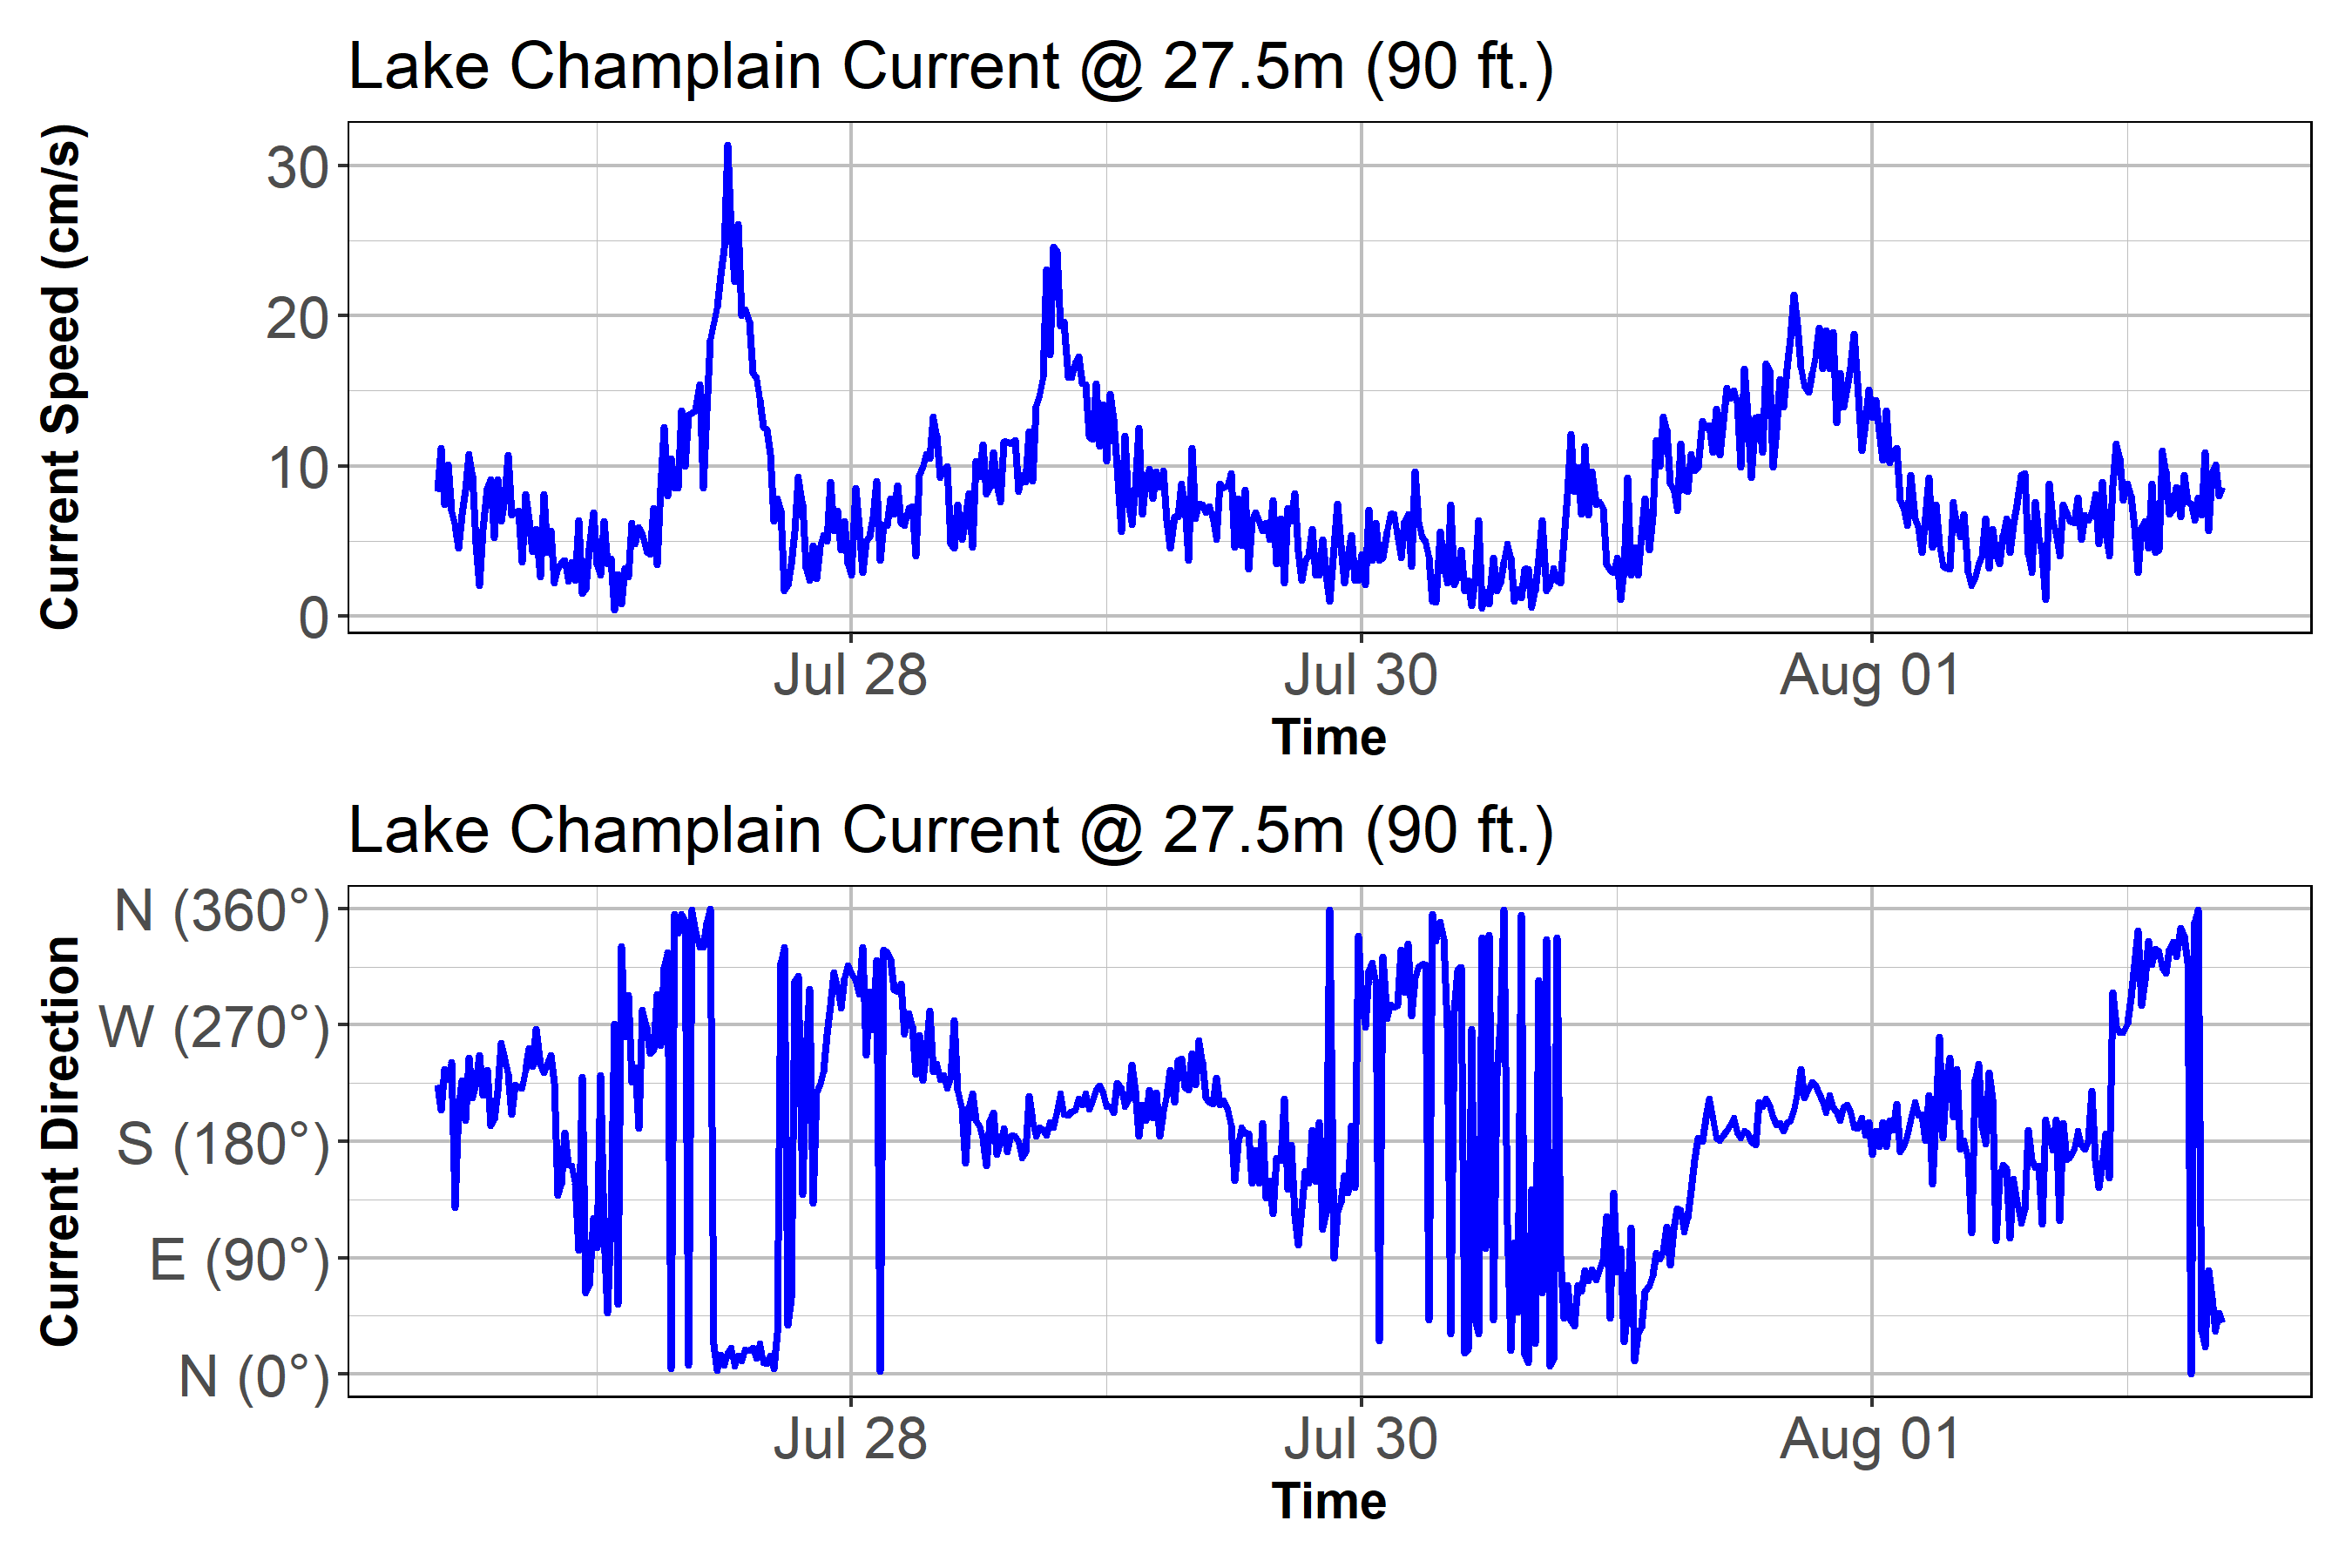 Lake Champlain Current @ 27.5m (90 ft.)
Current Speed (cm/s)
30
20
10
0
Jul 28
Jul 30
Aug 01
Time
Lake Champlain Current @ 27.5m (90 ft.)
Current Direction
N (360°)
W (270°)
S (180°)
E (90°)
N (0°)
Jul 28
Jul 30
Aug 01
Time